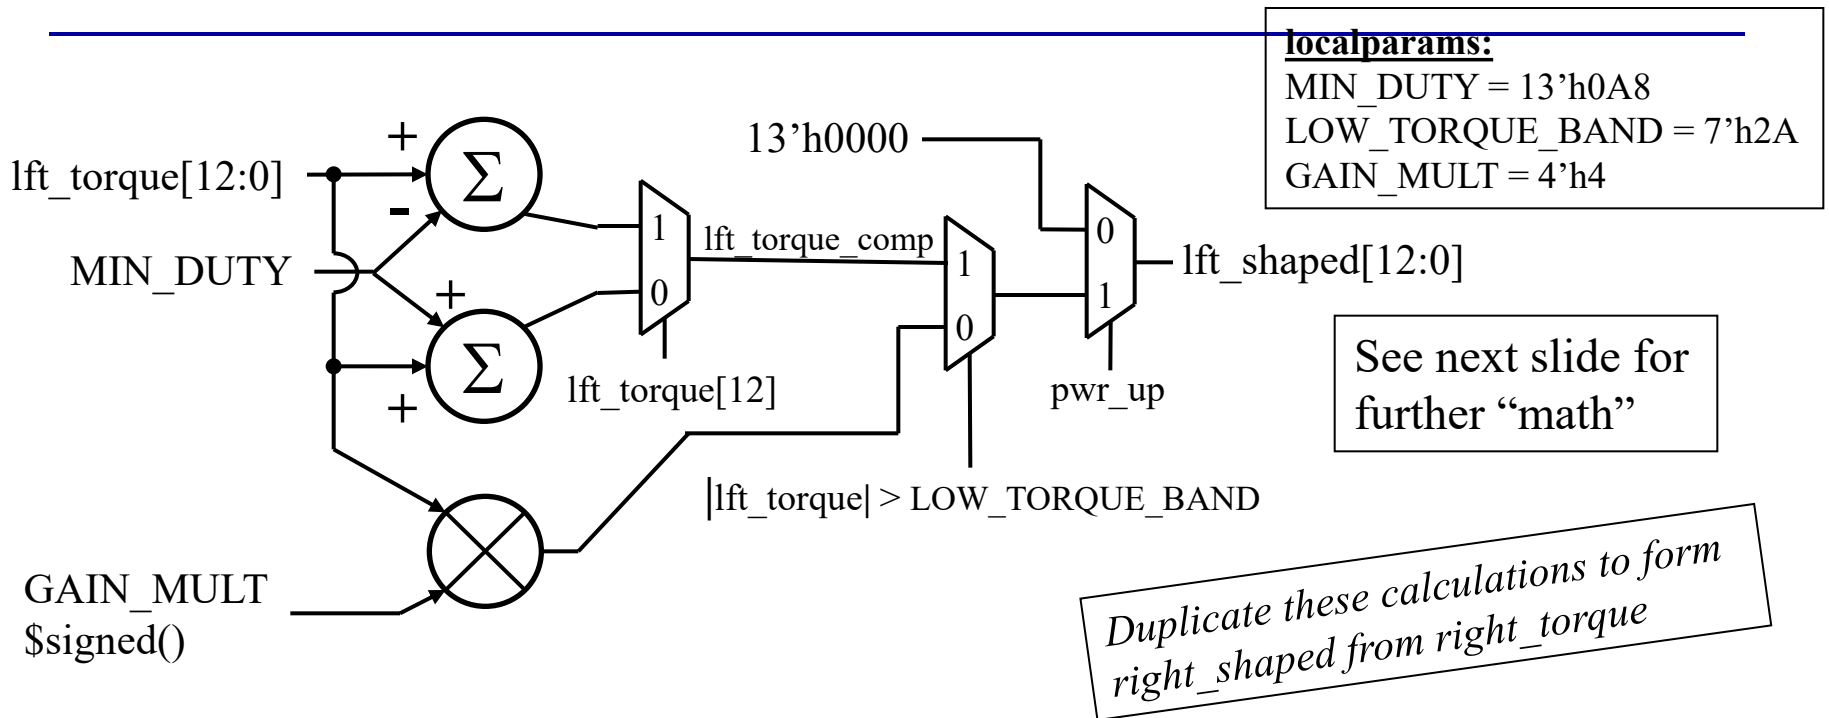 localparams:
MIN_DUTY = 13’h0A8
LOW_TORQUE_BAND = 7’h2A
GAIN_MULT = 4’h4
13’h0000
+
lft_torque[12:0]
Σ
-
1
lft_torque_comp
0
1
lft_shaped[12:0]
MIN_DUTY
+
0
1
0
Σ
+
lft_torque[12]
pwr_up
See next slide for
further “math”
|lft_torque| > LOW_TORQUE_BAND
GAIN_MULT
$signed()
Duplicate these calculations to form
right_shaped from right_torque